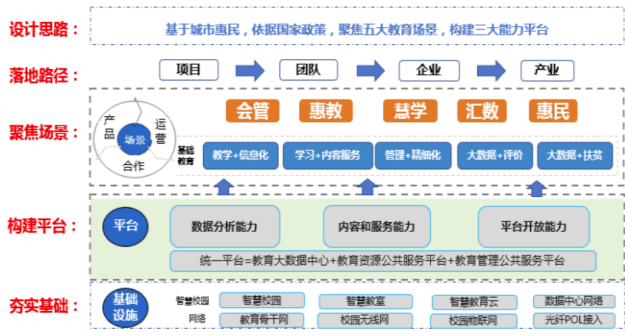 设计思路：
基于城市惠民，依据国家政策，聚焦五大教育场景，构建三大能力平台
落地路径：
项目
团队
企业
产业
聚焦场景：
产品
运营
场景
合作
会管
惠教
慧学
汇数
惠民
基础教育
教学+信息化
学习+内容服务
管理+精细化
大数据+评价
大数据+扶贫
构建平台：
平台
数据分析能力
内容和服务能力
平台开放能力
统一平台=教育大数据中心+教育资源公共服务平台+教育管理公共服务平台
夯实基础：
基础设施
智慧校园
智慧校园
智慧教室
智慧教育云
数据中心网络
网络
教育骨干网
校园无线网
校园物联网
光纤POL接入